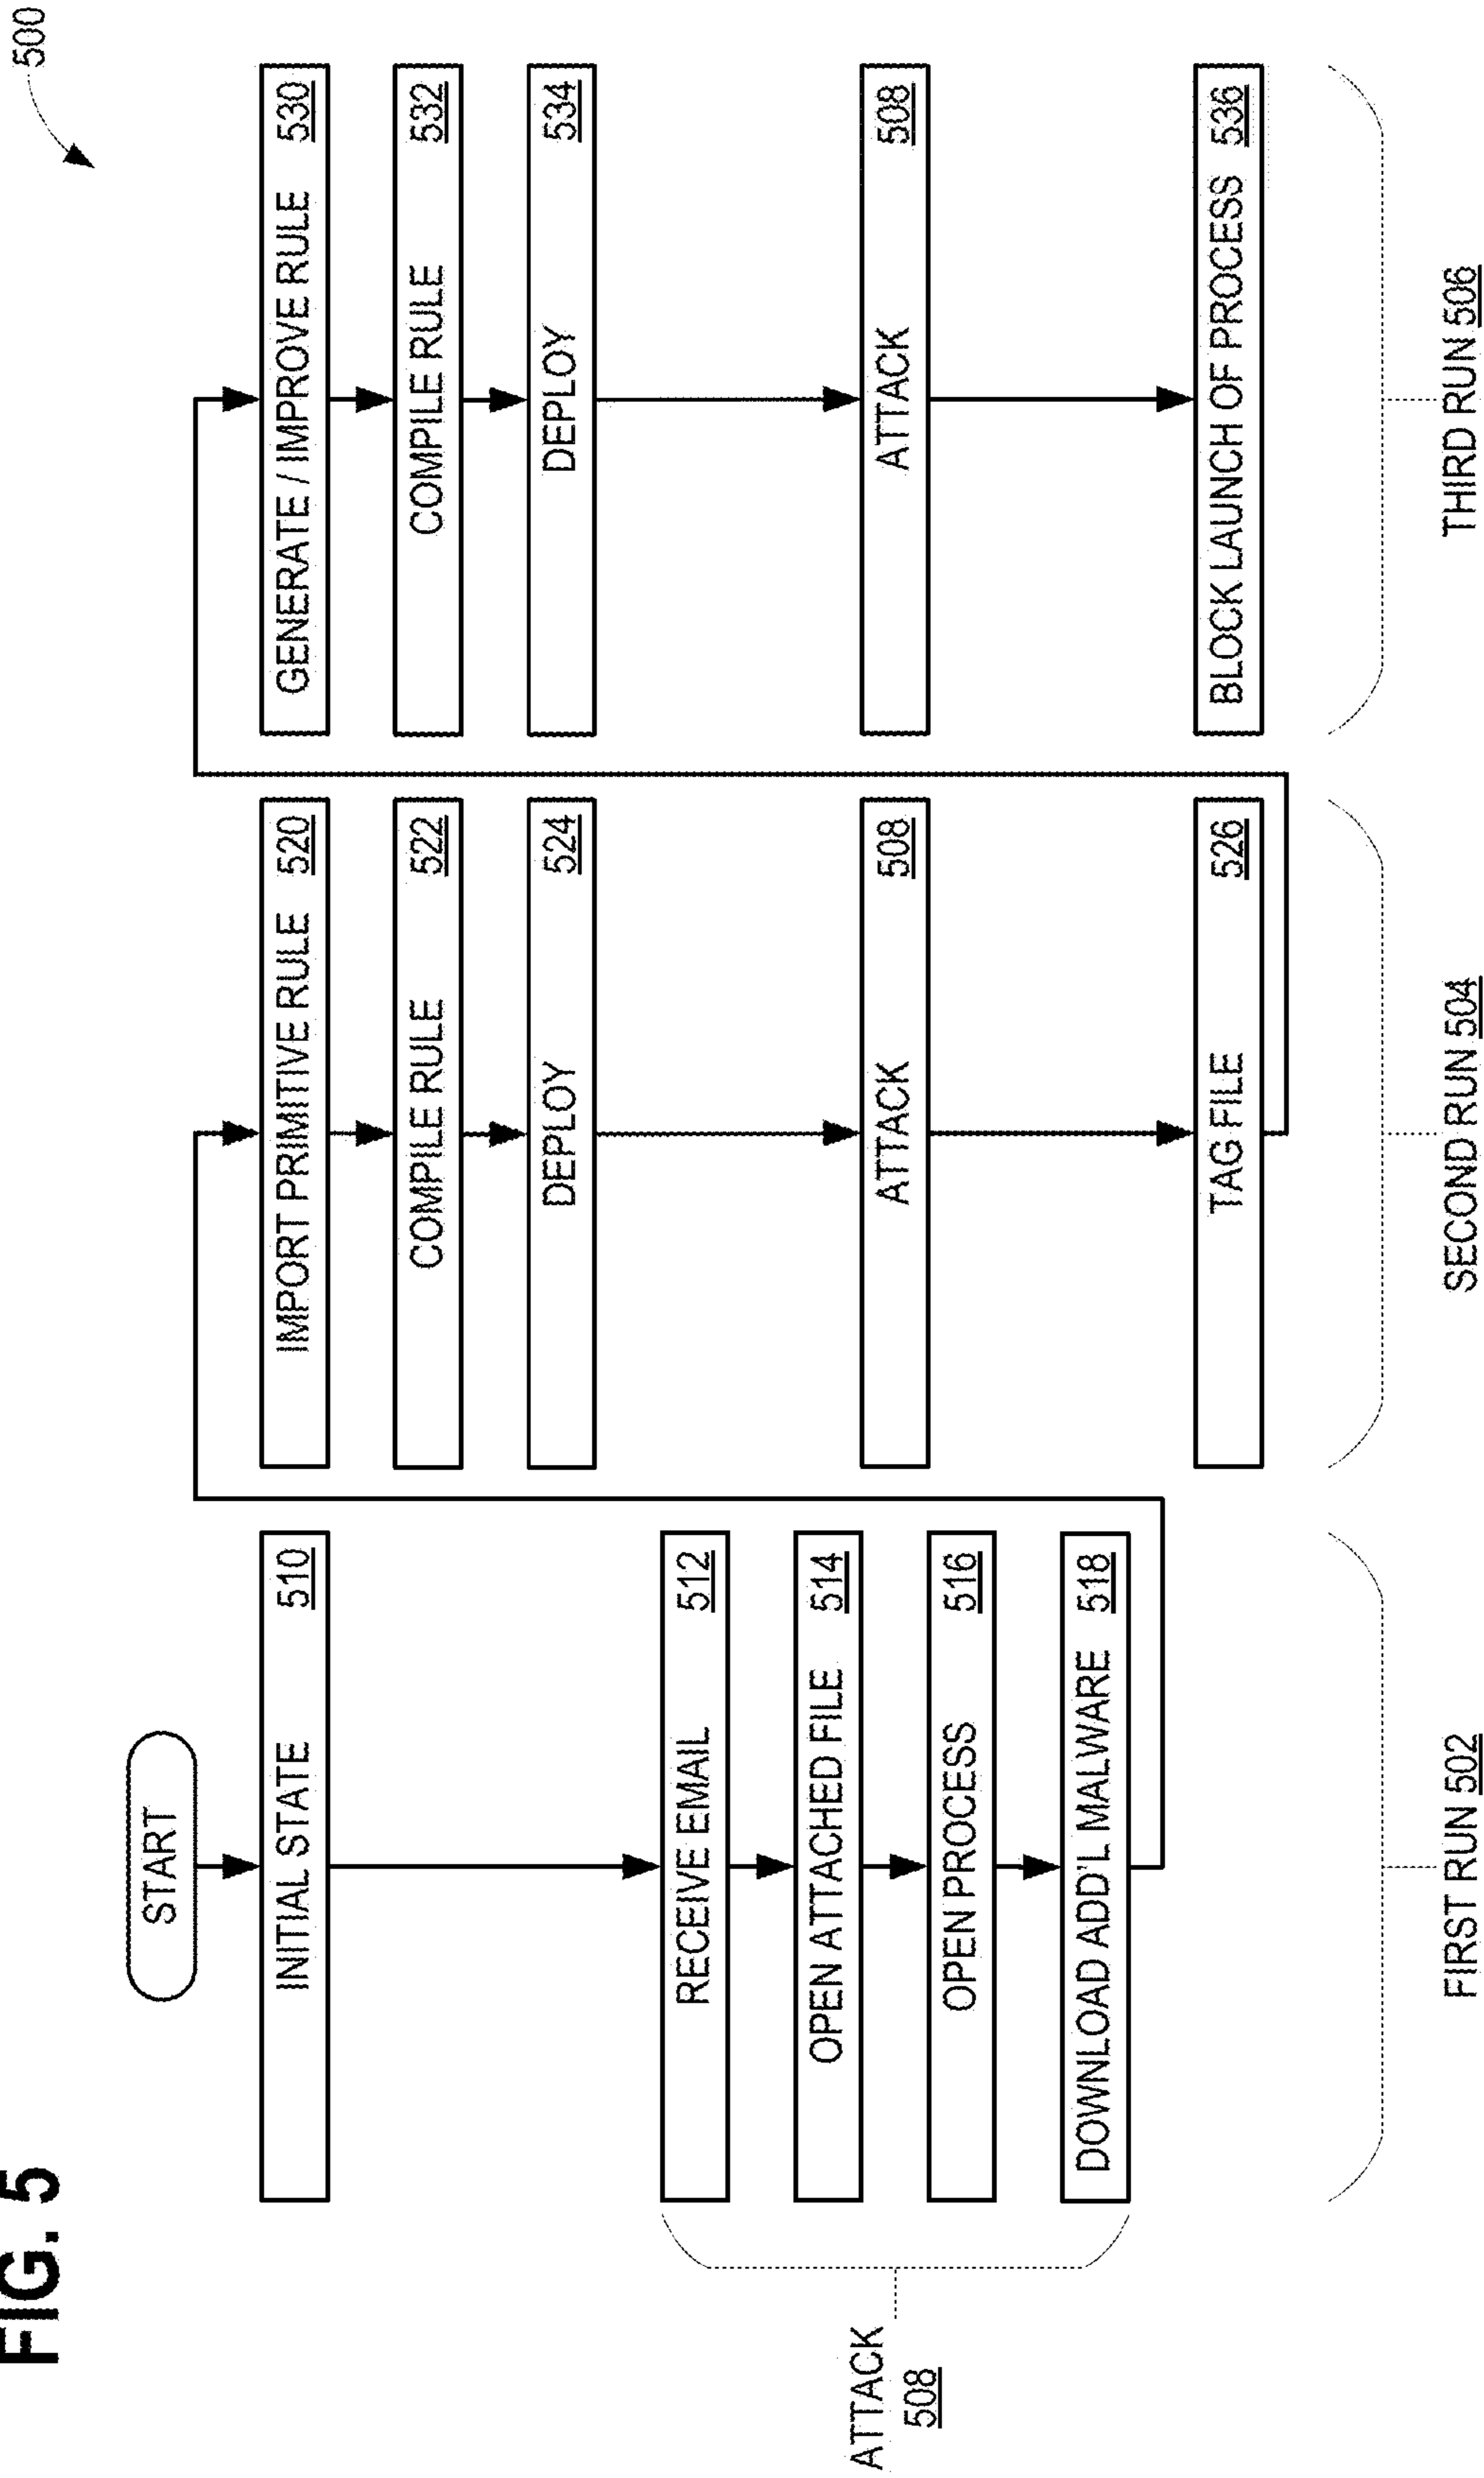 FIG. 5
500
START
INITIAL STATE 510
RECEIVE EMAIL 512
OPEN ATTACHED FILE 514
OPEN PROCESS 516
DOWNLOAD ADD'L MALWARE 518
ATTACK
508
FIRST RUN 502
IMPORT PRIMITIVE RULE 520
COMPILE RULE 522
DEPLOY 524
ATTACK 508
TAG FILE 526
SECOND RUN 504
GENERATE / IMPROVE RULE 530
COMPILE RULE 532
DEPLOY 534
ATTACK 508
BLOCK LAUNCH OF PROCESS 536
THIRD RUN 506